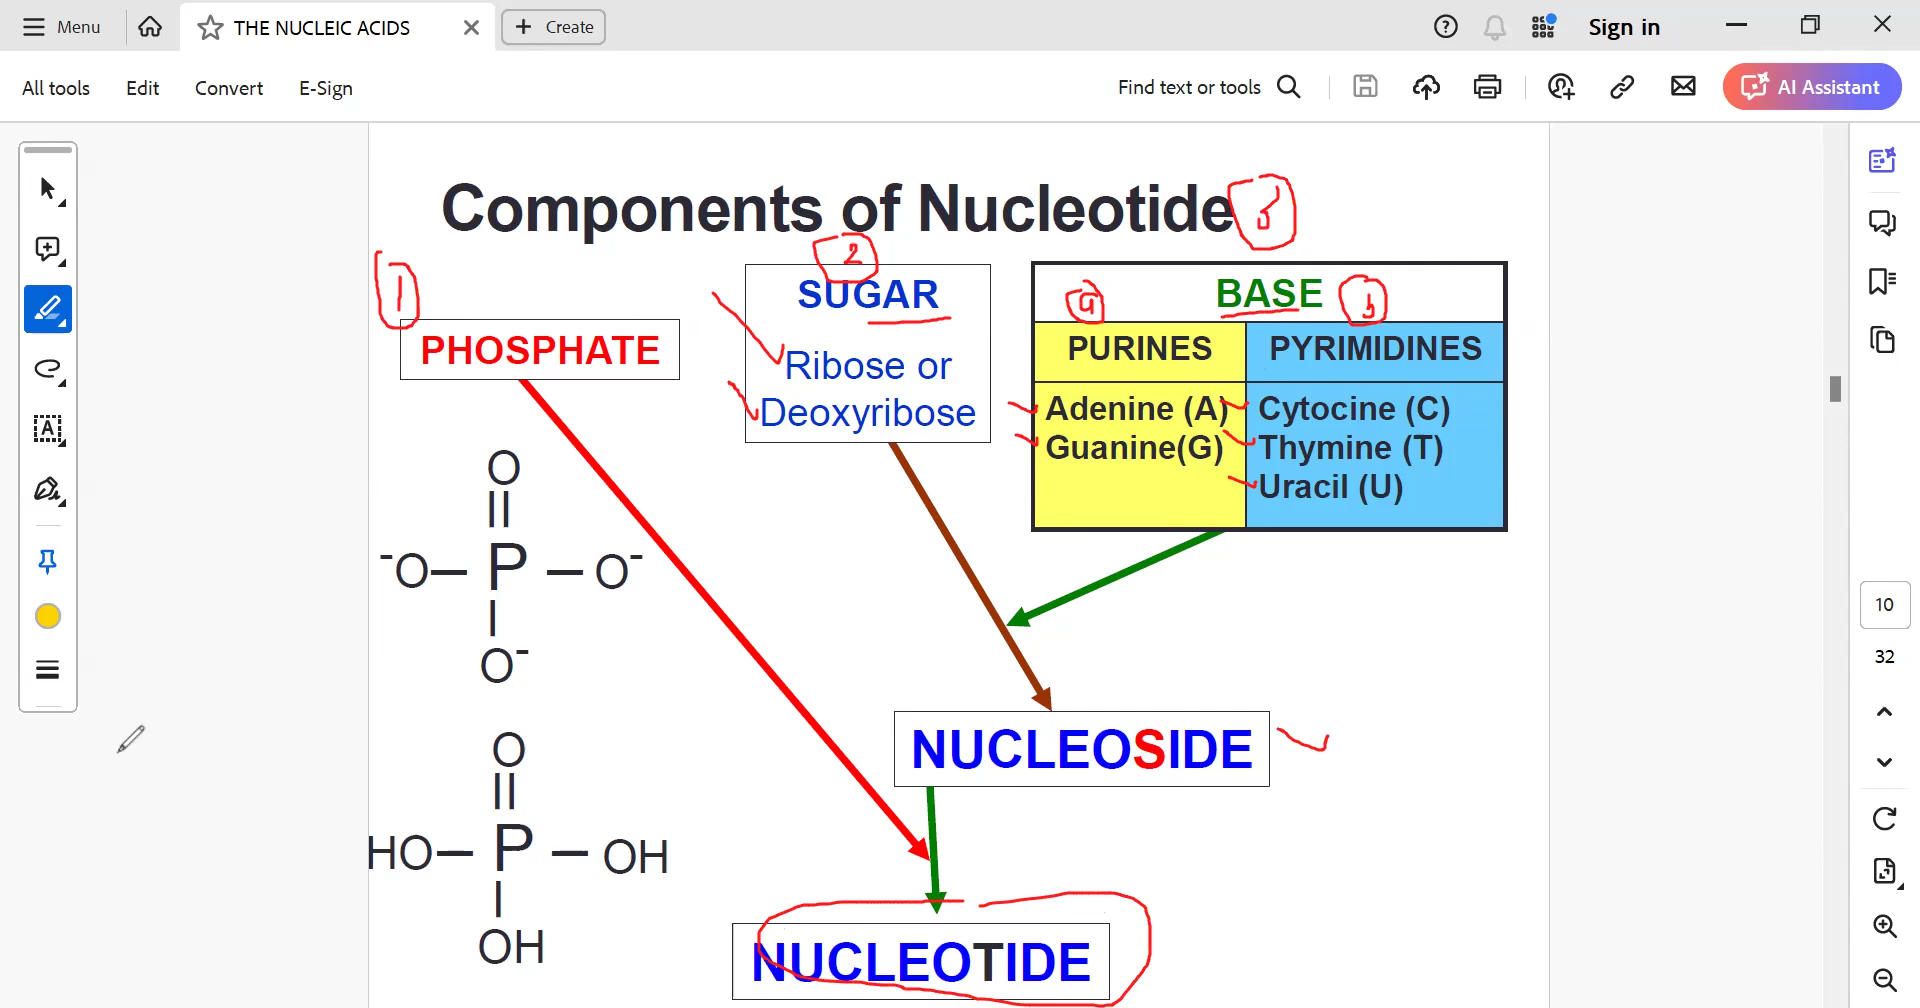 Menu
THE NUCLEIC ACIDS
Create
Sign in
All tools
Edit
Convert
E-Sign
Find text or tools
AI Assistant
Components of Nucleotide
1
PHOSPHATE
2
SUGAR
Ribose or
Deoxyribose
BASE
PURINES
PYRIMIDINES
Adenine (A)
Guanine(G)
Cytocine (C)
Thymine (T)
Uracil (U)
O
||
-O— P —O-
|
O-
O
||
HO— P — OH
|
OH
NUCLEOSIDE
NUCLEOTIDE
10
32